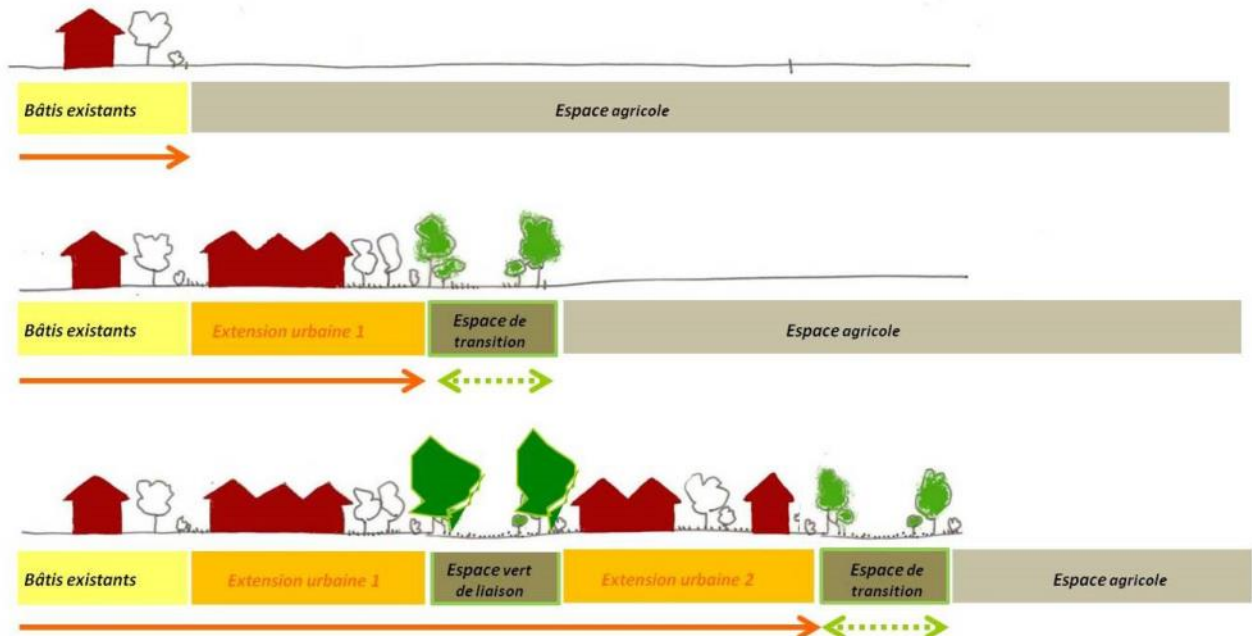 Bâtis existants
Espace agricole
Bâtis existants
Extension urbaine 1
Espace de
transition
Espace agricole
Bâtis existants
Extension urbaine 1
Espace vert
de liaison
Extension urbaine 2
Espace de
transition
Espace agricole